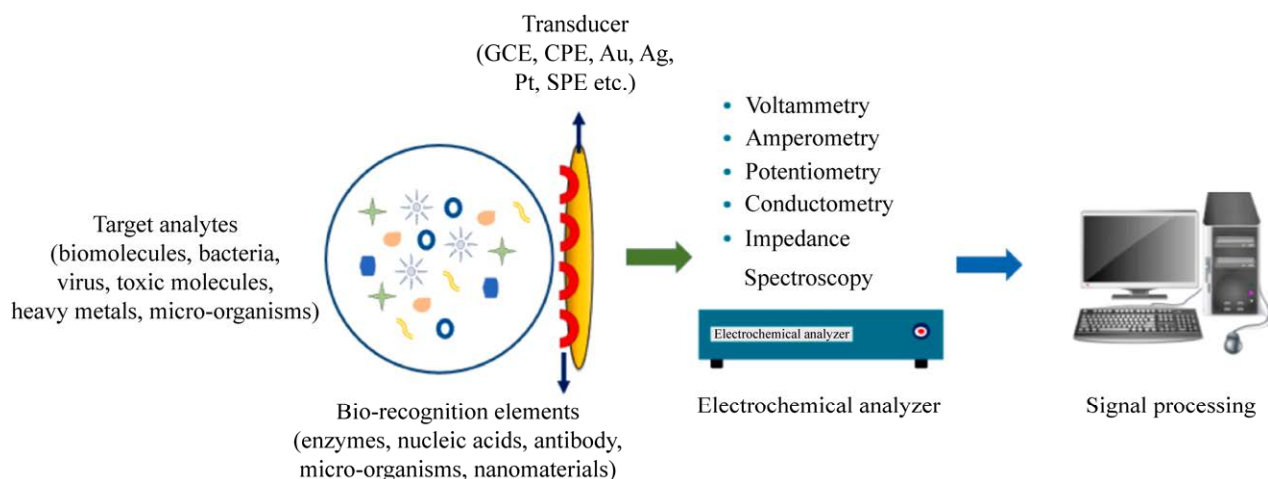 Transducer
(GCE, CPE, Au, Ag,
Pt, SPE etc.)
Target analytes
(biomolecules, bacteria,
virus, toxic molecules,
heavy metals, micro-organisms)
Bio-recognition elements
(enzymes, nucleic acids, antibody,
micro-organisms, nanomaterials)
• Voltammetry
• Amperometry
• Potentiometry
• Conductometry
• Impedance
Spectroscopy
Electrochemical analyzer
Electrochemical analyzer
Signal processing